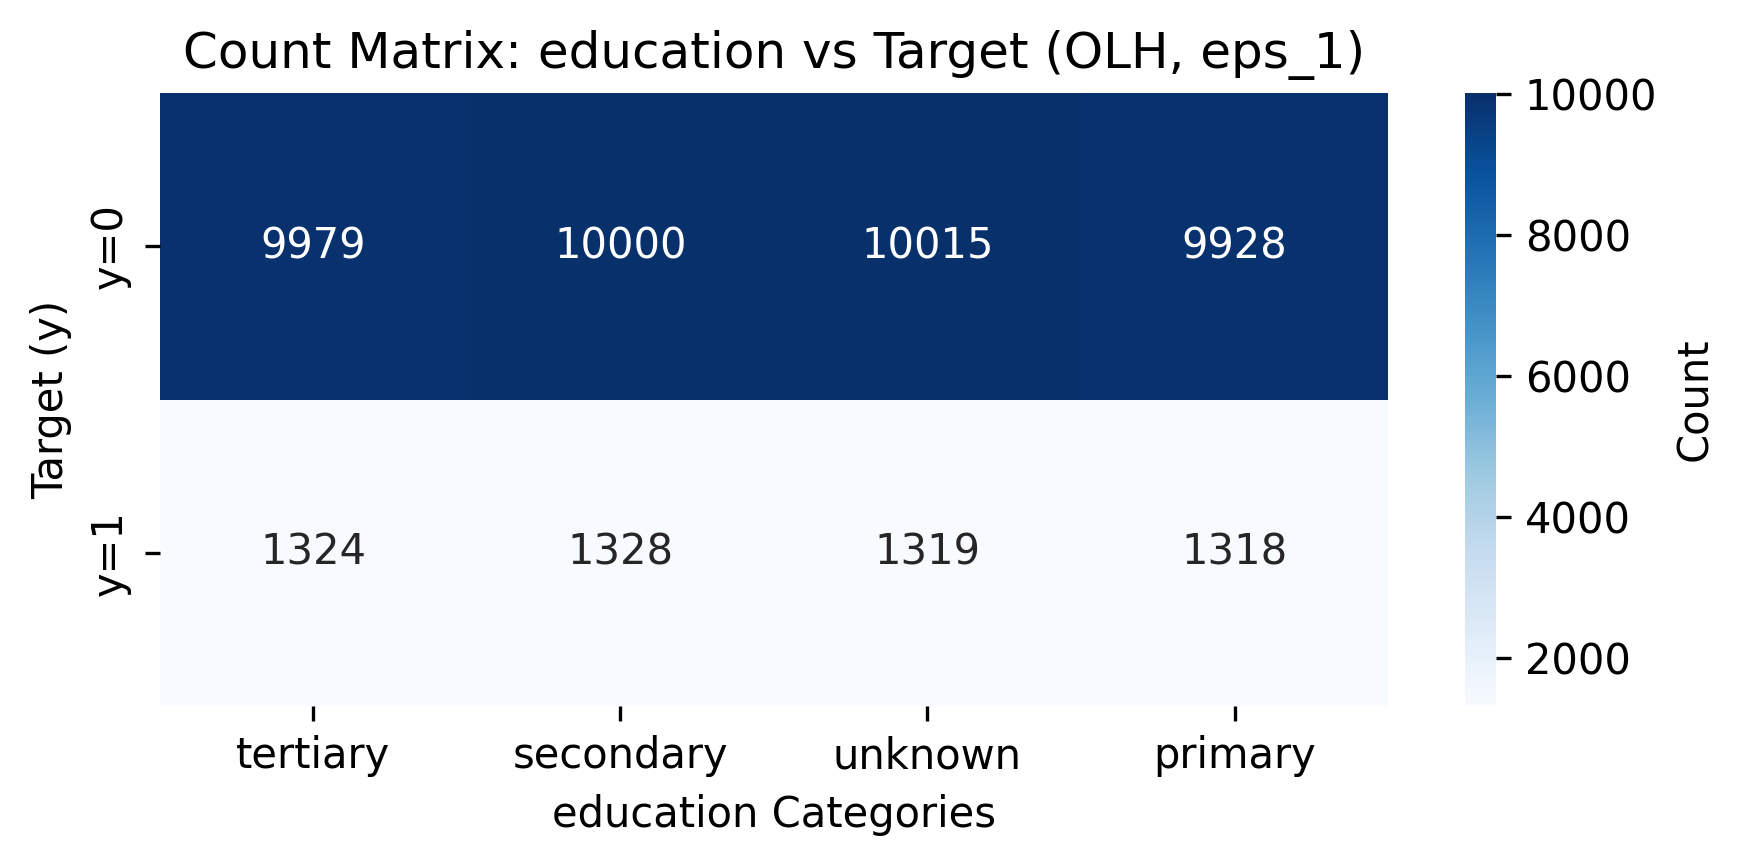 Count Matrix: education vs Target (OLH, eps_1)
Target (y)
y=0
9979 10000 10015 9928
y=1
1324 1328 1319 1318
tertiary secondary unknown primary
education Categories
10000
8000
6000
4000
2000
Count